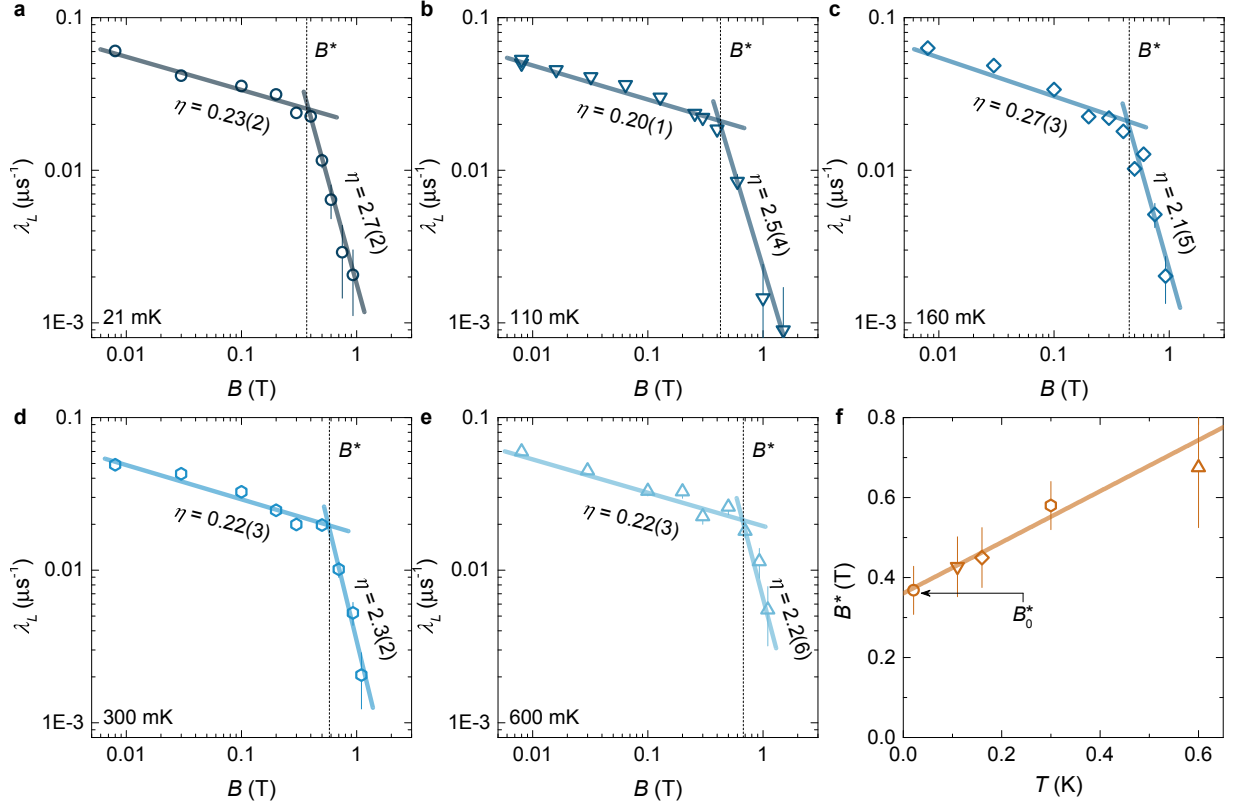 a
0.1
0.01
1E-3
λL (μs⁻¹)
B*
η = 0.23(2)
η = 2.7(2)
21 mK
0.01 0.1 1
B (T)
b
0.1
0.01
1E-3
λL (μs⁻¹)
B*
η = 0.20(1)
η = 2.5(4)
110 mK
0.01 0.1 1
B (T)
c
0.1
0.01
1E-3
λL (μs⁻¹)
B*
η = 0.27(3)
η = 2.1(5)
160 mK
0.01 0.1 1
B (T)
d
0.1
0.01
1E-3
λL (μs⁻¹)
B*
η = 0.22(3)
η = 2.3(2)
300 mK
0.01 0.1 1
B (T)
e
0.1
0.01
1E-3
λL (μs⁻¹)
B*
η = 0.22(3)
η = 2.2(6)
600 mK
0.01 0.1 1
B (T)
f
0.8
0.6
0.4
0.2
0.0
B* (T)
B*0
0.0 0.2 0.4 0.6
T (K)